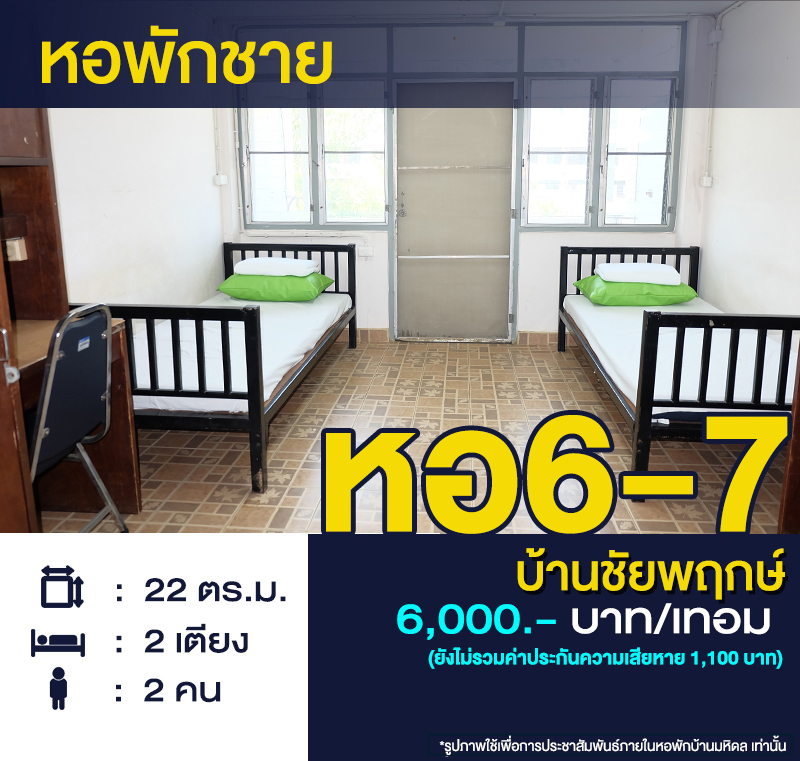 หอพักชาย
หอ6-7
บ้านชัยพฤกษ์
6,000.- บาท/เทอม
(ยังไม่รวมค่าประกันความเสียหาย 1,100 บาท)
: 22 ตร.ม.
: 2 เตียง
: 2 คน
*รูปภาพใช้เพื่อการประชาสัมพันธ์ภายในหอพักบ้านมหิดล เท่านั้น